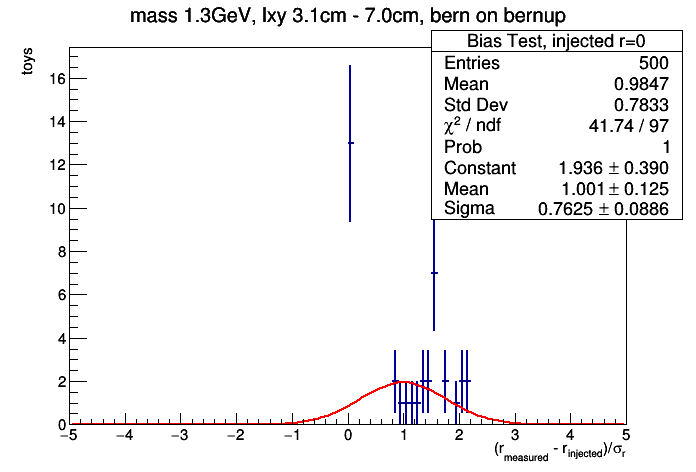 mass 1.3GeV, lxy 3.1cm - 7.0cm, bern on bernup
toys
Bias Test, injected r=0
Entries 500
Mean 0.9847
Std Dev 0.7833
χ² / ndf 41.74 / 97
Prob 1
Constant 1.936 ± 0.390
Mean 1.001 ± 0.125
Sigma 0.7625 ± 0.0886
16
14
12
10
8
6
4
2
0
−5 −4 −3 −2 −1 0 1 2 3 4 5
(r_measured - r_injected)/σ_r